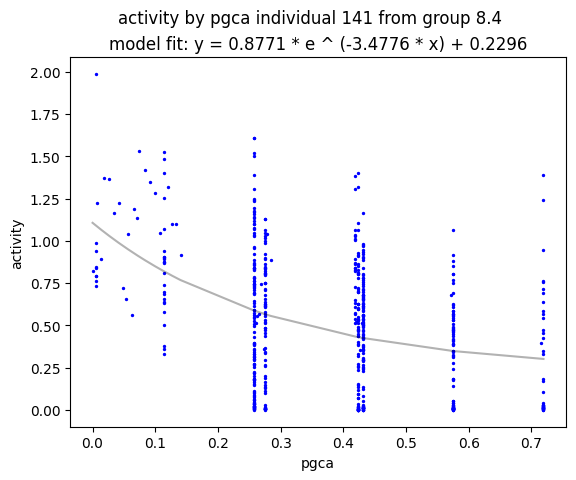 activity by pgca individual 141 from group 8.4
model fit: y = 0.8771 * e ^ (-3.4776 * x) + 0.2296
2.00
1.75
1.50
1.25
1.00
0.75
0.50
0.25
0.00
activity
0.0 0.1 0.2 0.3 0.4 0.5 0.6 0.7
pgca